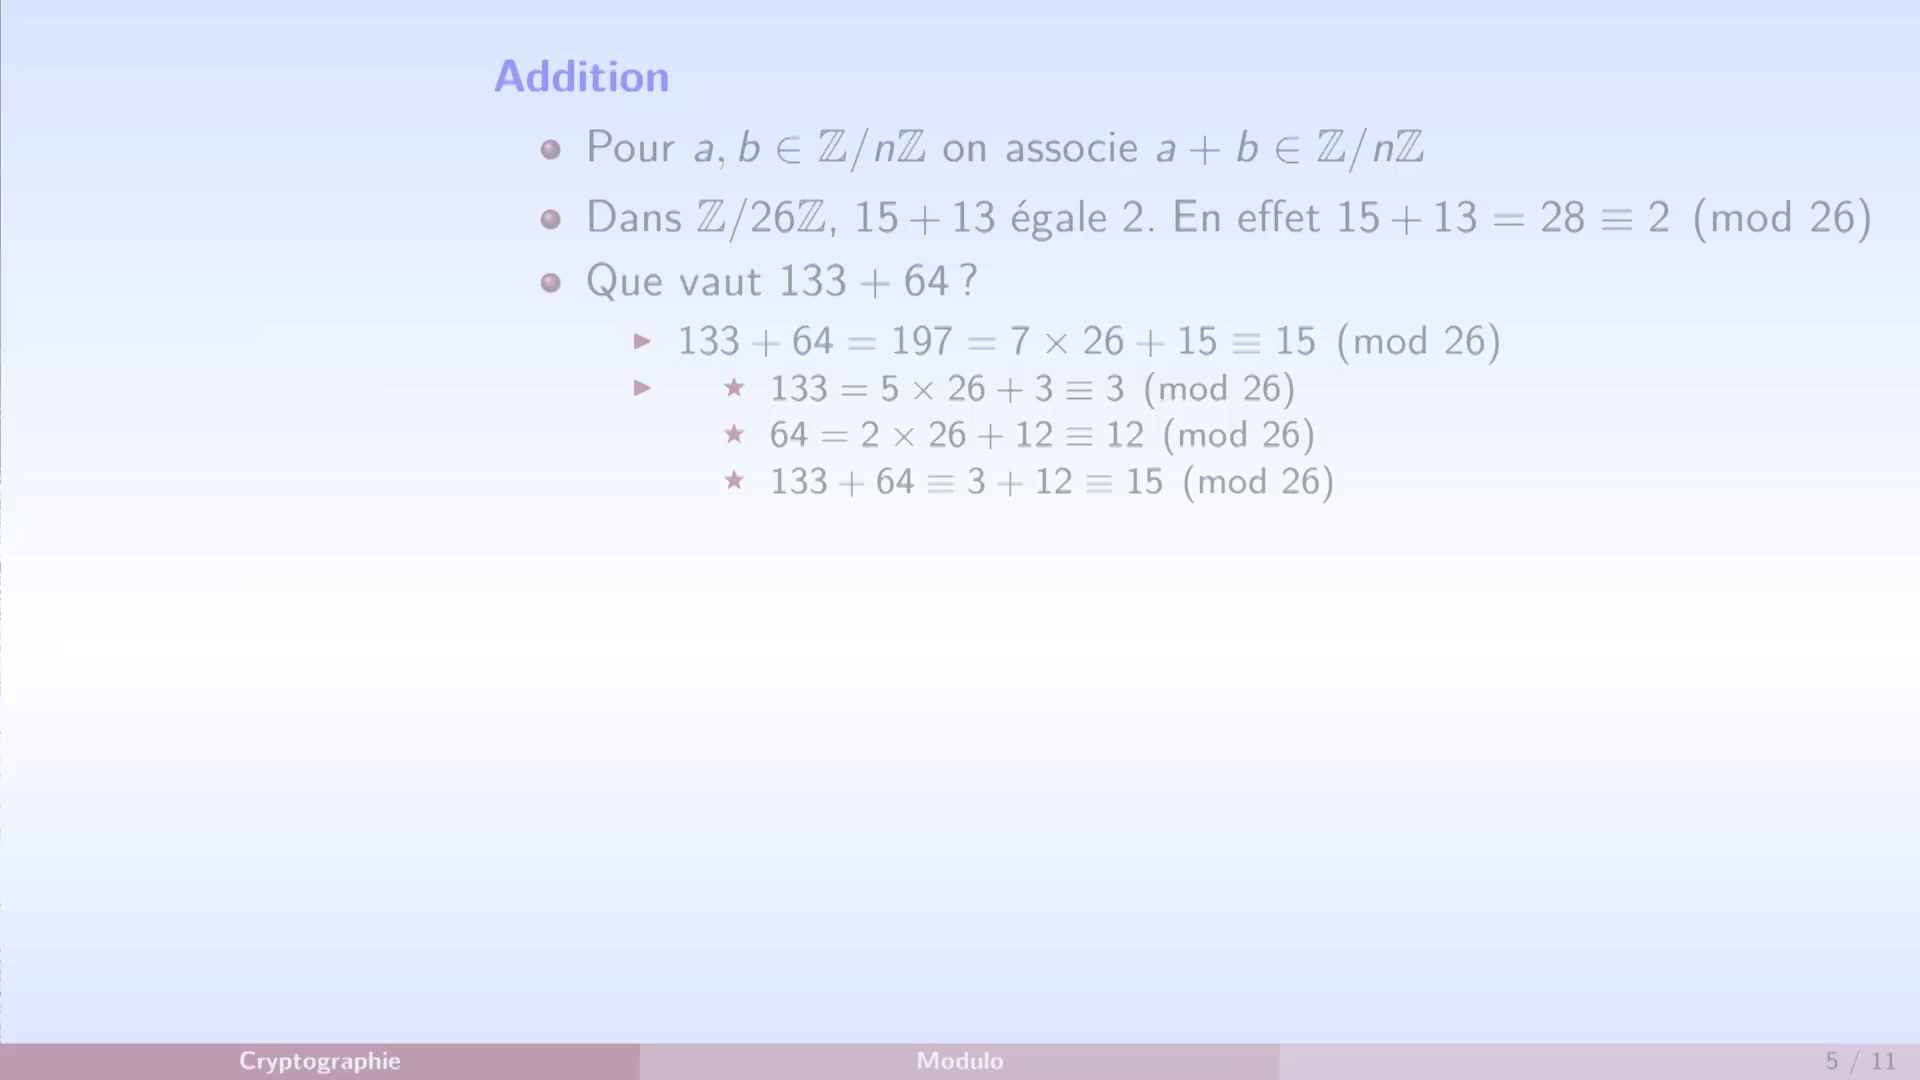 Addition
Pour a, b ∈ ℤ/nℤ on associe a + b ∈ ℤ/nℤ
Dans ℤ/26ℤ, 15 + 13 égale 2. En effet 15 + 13 = 28 ≡ 2 (mod 26)
Que vaut 133 + 64 ?
133 + 64 = 197 = 7 × 26 + 15 ≡ 15 (mod 26)
133 = 5 × 26 + 3 ≡ 3 (mod 26)
64 = 2 × 26 + 12 ≡ 12 (mod 26)
133 + 64 ≡ 3 + 12 ≡ 15 (mod 26)
Cryptographie Modulo 5 / 11